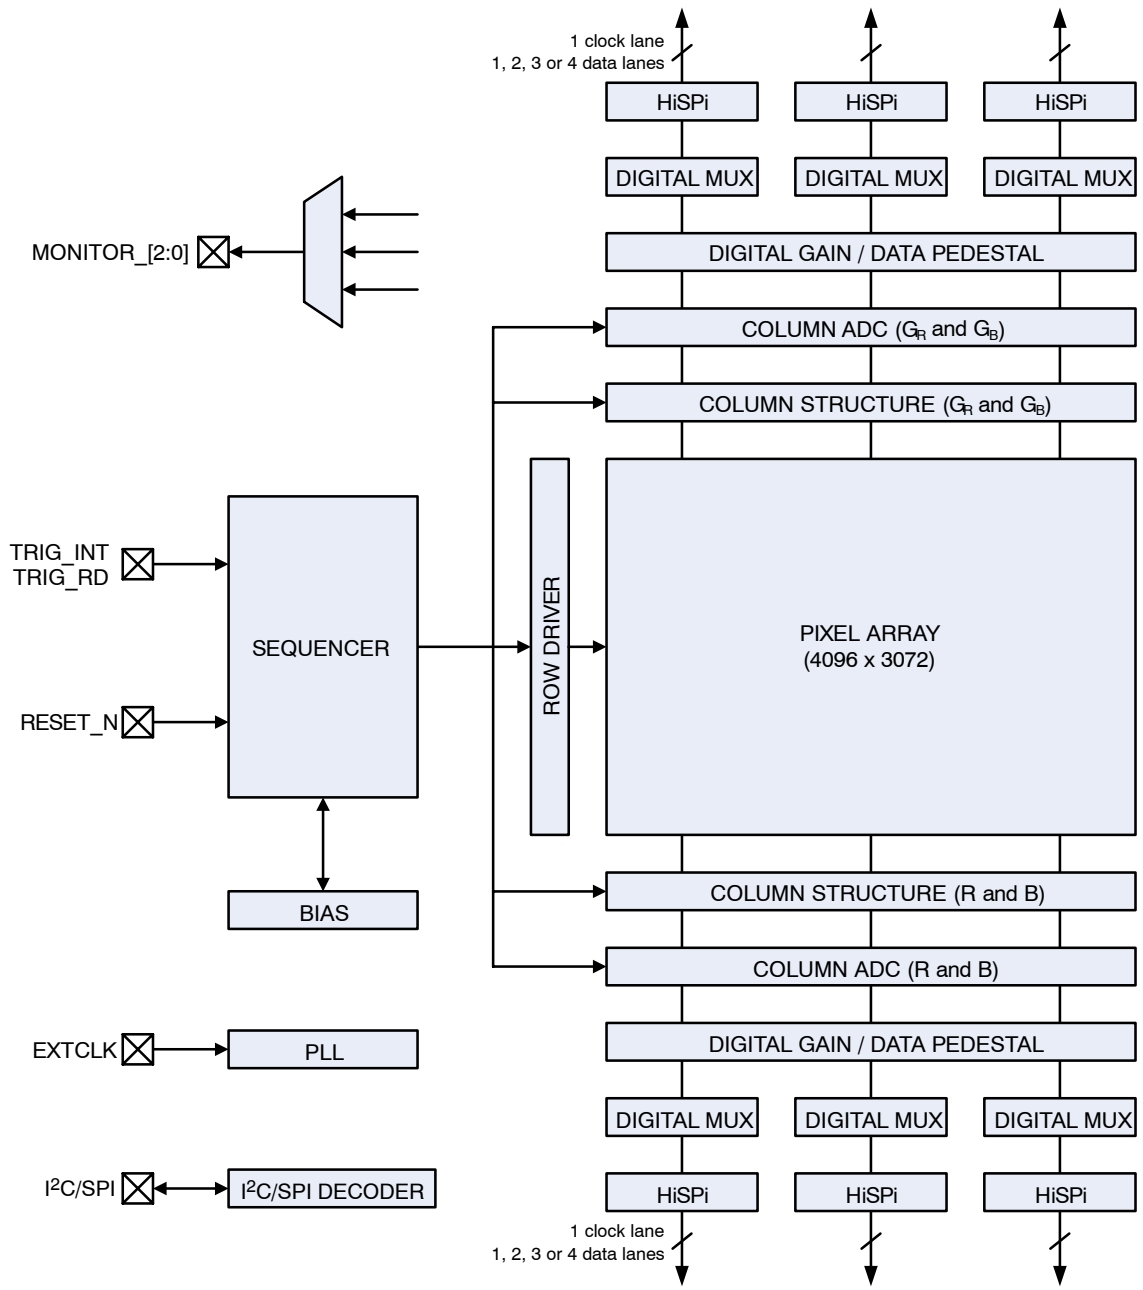 1 clock lane
1, 2, 3 or 4 data lanes
HiSPi HiSPi HiSPi
DIGITAL MUX DIGITAL MUX DIGITAL MUX
MONITOR_[2:0]
DIGITAL GAIN / DATA PEDESTAL
COLUMN ADC (GR and GB)
COLUMN STRUCTURE (GR and GB)
TRIG_INT
TRIG_RD
SEQUENCER
ROW DRIVER
PIXEL ARRAY
(4096 x 3072)
RESET_N
BIAS
COLUMN STRUCTURE (R and B)
COLUMN ADC (R and B)
EXTCLK
PLL
DIGITAL GAIN / DATA PEDESTAL
DIGITAL MUX DIGITAL MUX DIGITAL MUX
I²C/SPI
I²C/SPI DECODER
HiSPi HiSPi HiSPi
1 clock lane
1, 2, 3 or 4 data lanes